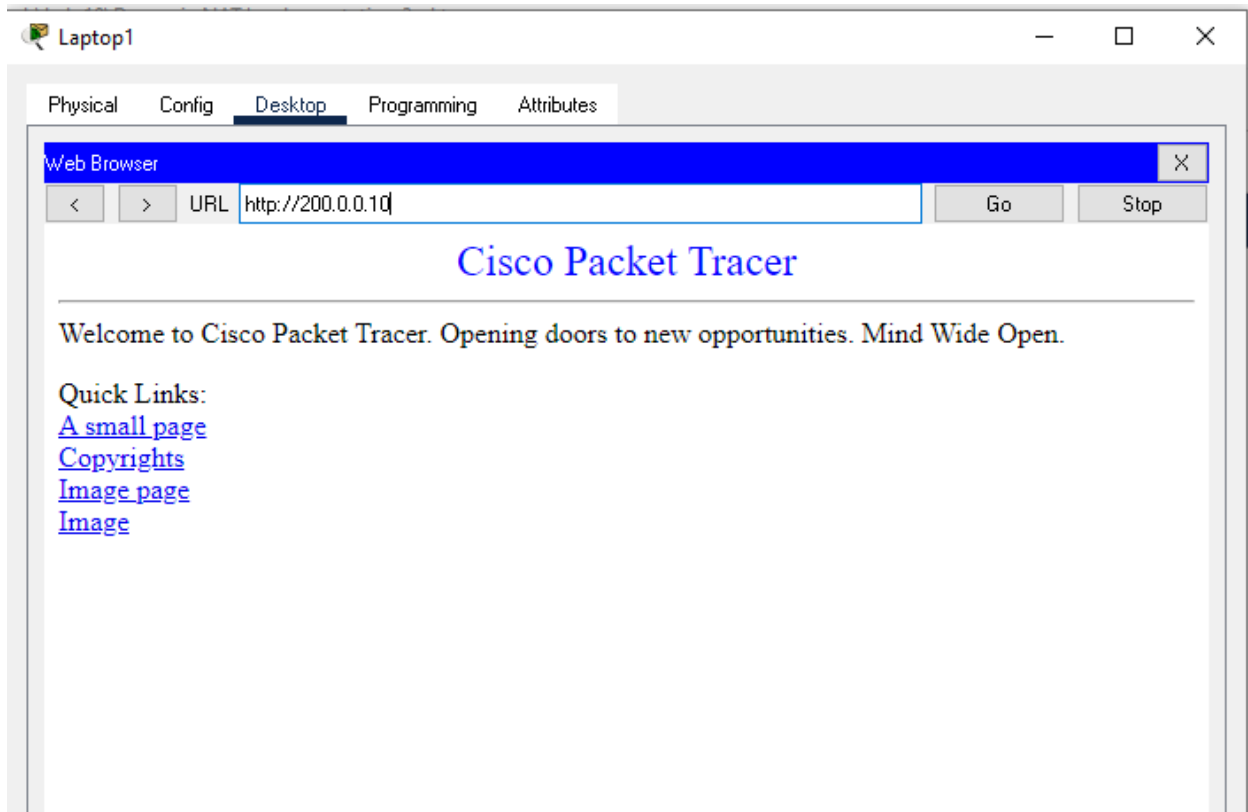 Laptop1
Physical Config Desktop Programming Attributes
Web Browser X
< > URL http://200.0.0.10 Go Stop
Cisco Packet Tracer
Welcome to Cisco Packet Tracer. Opening doors to new opportunities. Mind Wide Open.
Quick Links:
A small page
Copyrights
Image page
Image